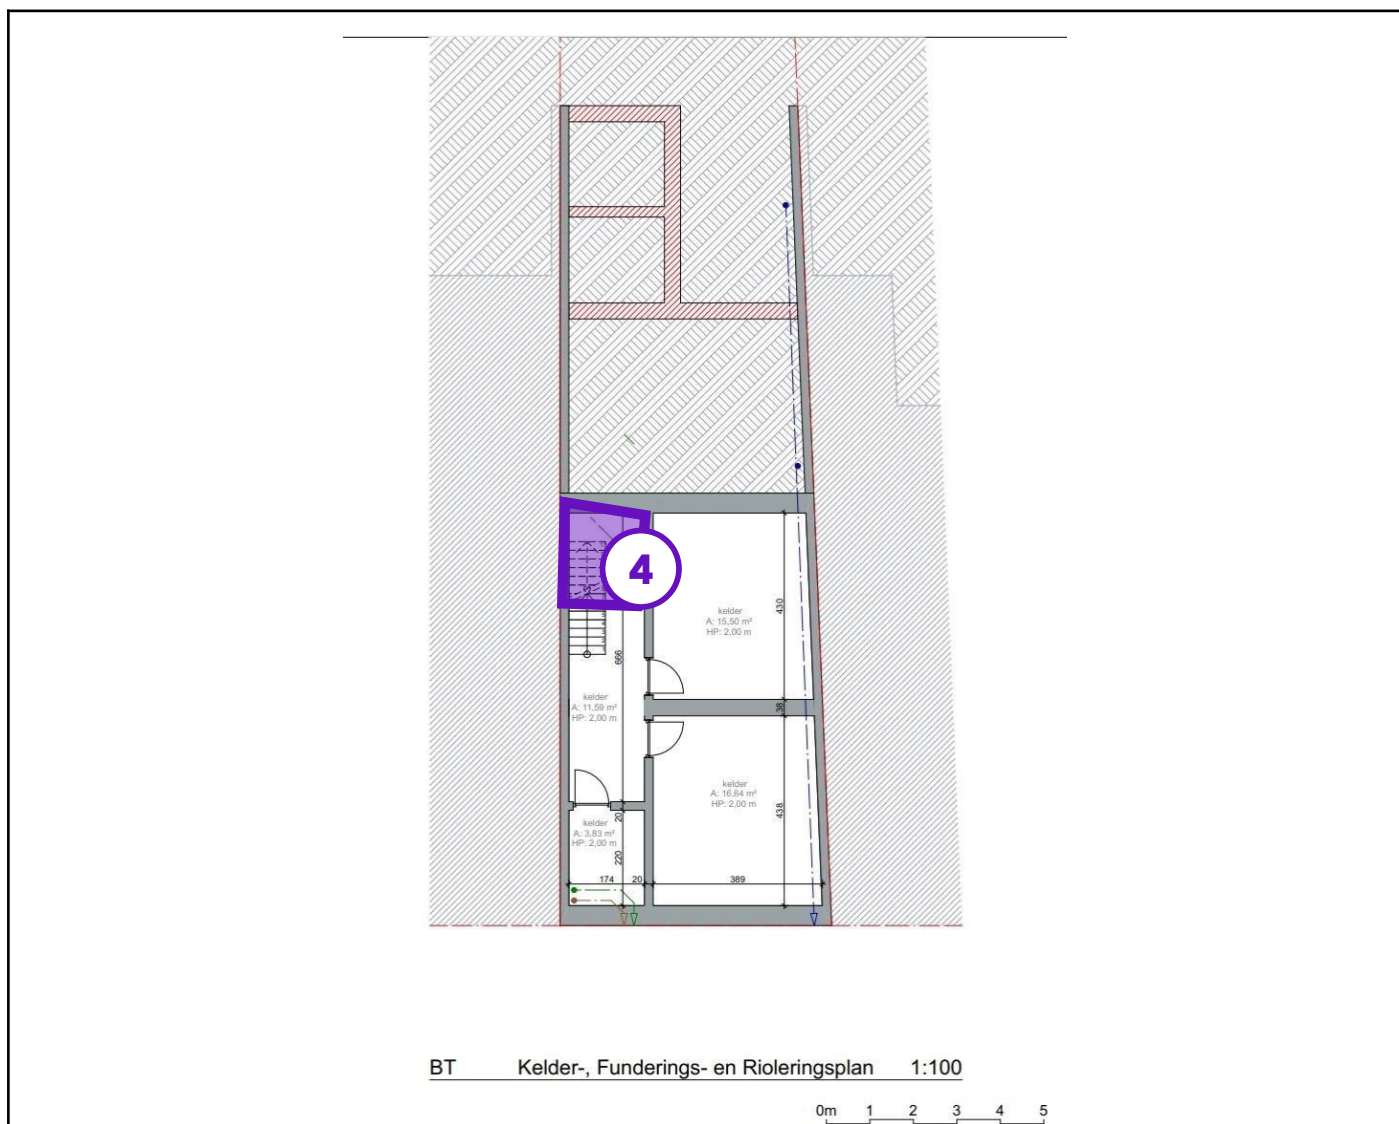 4
kelder
A: 15,50 m²
HP: 2,00 m
430
666
kelder
A: 11,59 m²
HP: 2,00 m
38
kelder
A: 16,64 m²
HP: 2,00 m
438
20
kelder
A: 3,83 m²
HP: 2,00 m
220
174 20 389
BT Kelder-, Funderings- en Rioleringsplan 1:100
0m 1 2 3 4 5